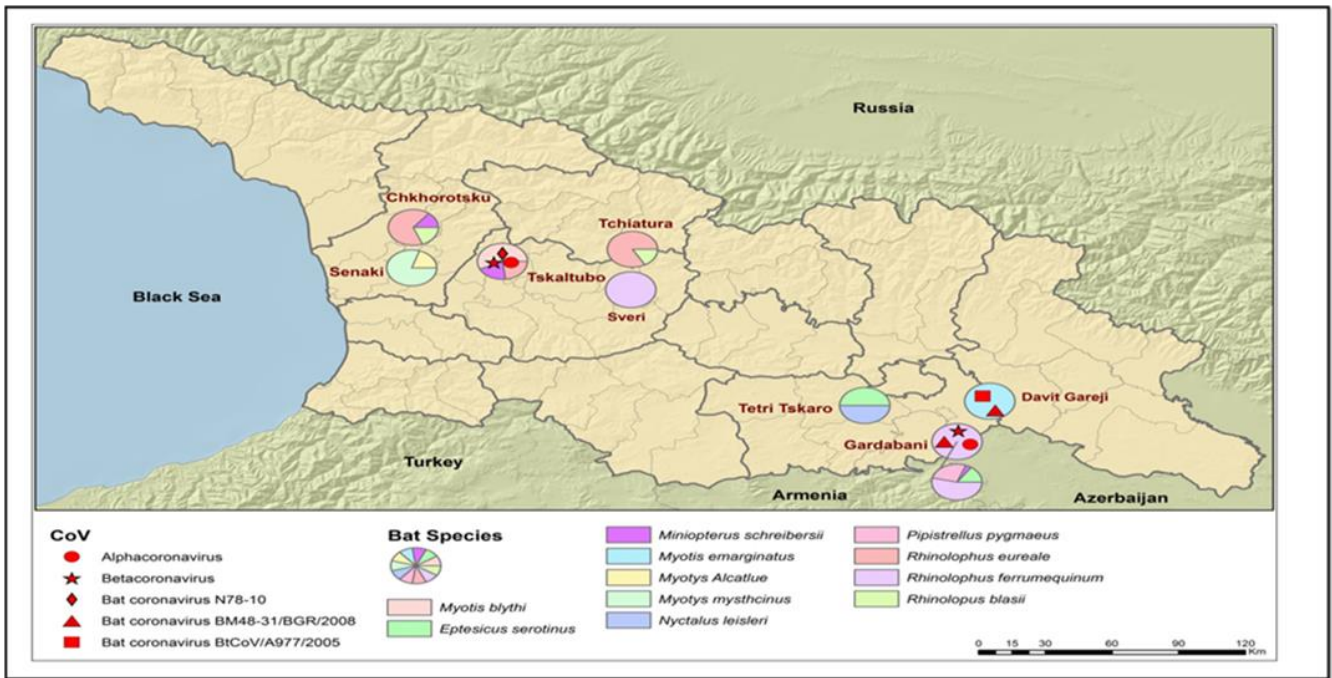 Russia
Chkhorotsku
Tchiatura
Senaki
Tskaltubo
Black Sea
Sveri
Davit Gareji
Tetri Tskaro
Gardabani
Turkey
Armenia
Azerbaijan
CoV
Alphacoronavirus
Betacoronavirus
Bat coronavirus N78-10
Bat coronavirus BM48-31/BGR/2008
Bat coronavirus BtCoV/A977/2005
Bat Species
Myotis blythi
Eptesicus serotinus
Miniopterus schreibersii
Myotis emarginatus
Myotys Alcatlue
Myotys mysthcinus
Nyctalus leisleri
Pipistrellus pygmaeus
Rhinolophus eureale
Rhinolophus ferrumequinum
Rhinolopus blasii
0 15 30 60 90 120
Km